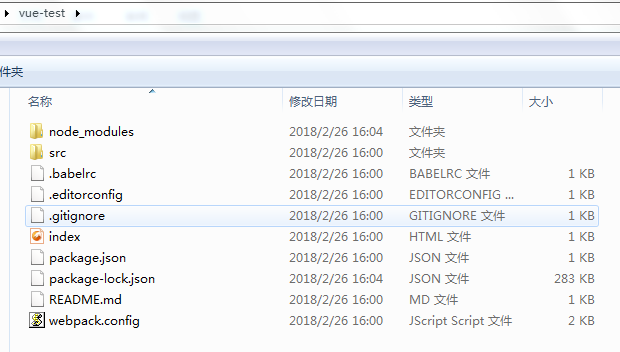 vue-test
件夹
名称 修改日期 类型 大小
node_modules 2018/2/26 16:04 文件夹
src 2018/2/26 16:00 文件夹
.babelrc 2018/2/26 16:00 BABELRC 文件 1 KB
.editorconfig 2018/2/26 16:00 EDITORCONFIG ... 1 KB
.gitignore 2018/2/26 16:00 GITIGNORE 文件 1 KB
index 2018/2/26 16:00 HTML 文件 1 KB
package.json 2018/2/26 16:00 JSON 文件 1 KB
package-lock.json 2018/2/26 16:04 JSON 文件 283 KB
README.md 2018/2/26 16:00 MD 文件 1 KB
webpack.config 2018/2/26 16:00 JScript Script 文件 2 KB